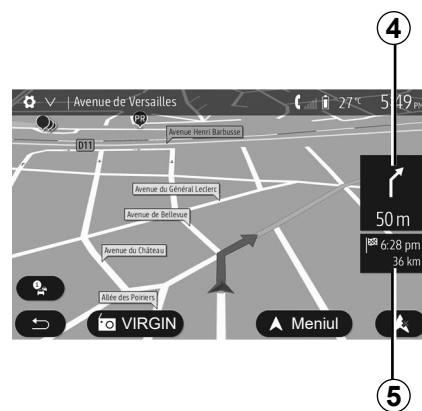 4
| Avenue de Versailles
27 °C
5:49 PM
PR
Avenue Henri Barbusse
D11
Avenue du Général Leclerc
Avenue de Bellevue
50 m
6:28 pm
36 km
Avenue du Château
Allée des Poiriers
VIRGIN
Meniul
5